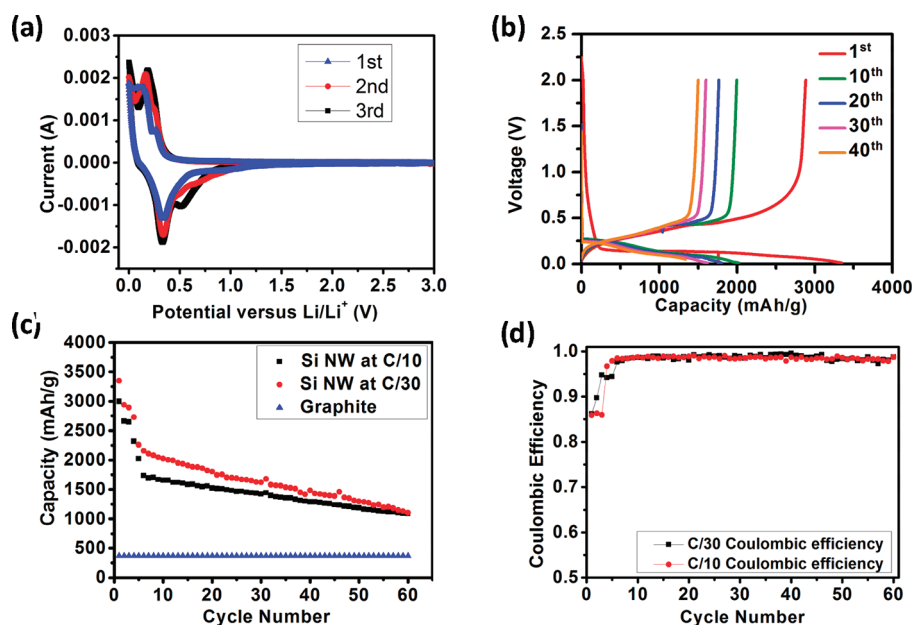 (a)
0.003
0.002
0.001
0.000
-0.001
-0.002
Current (A)
1st
2nd
3rd
0.0 0.5 1.0 1.5 2.0 2.5 3.0
Potential versus Li/Li⁺ (V)
(b)
2.5
2.0
1.5
1.0
0.5
0.0
Voltage (V)
1ˢᵗ
10ᵗʰ
20ᵗʰ
30ᵗʰ
40ᵗʰ
0 1000 2000 3000 4000
Capacity (mAh/g)
(c)
4000
3500
3000
2500
2000
1500
1000
500
0
Capacity (mAh/g)
Si NW at C/10
Si NW at C/30
Graphite
0 10 20 30 40 50 60
Cycle Number
(d)
1.0
0.9
0.8
0.7
0.6
0.5
Coulombic Efficiency
C/30 Coulombic efficiency
C/10 Coulombic efficiency
0 10 20 30 40 50 60
Cycle Number